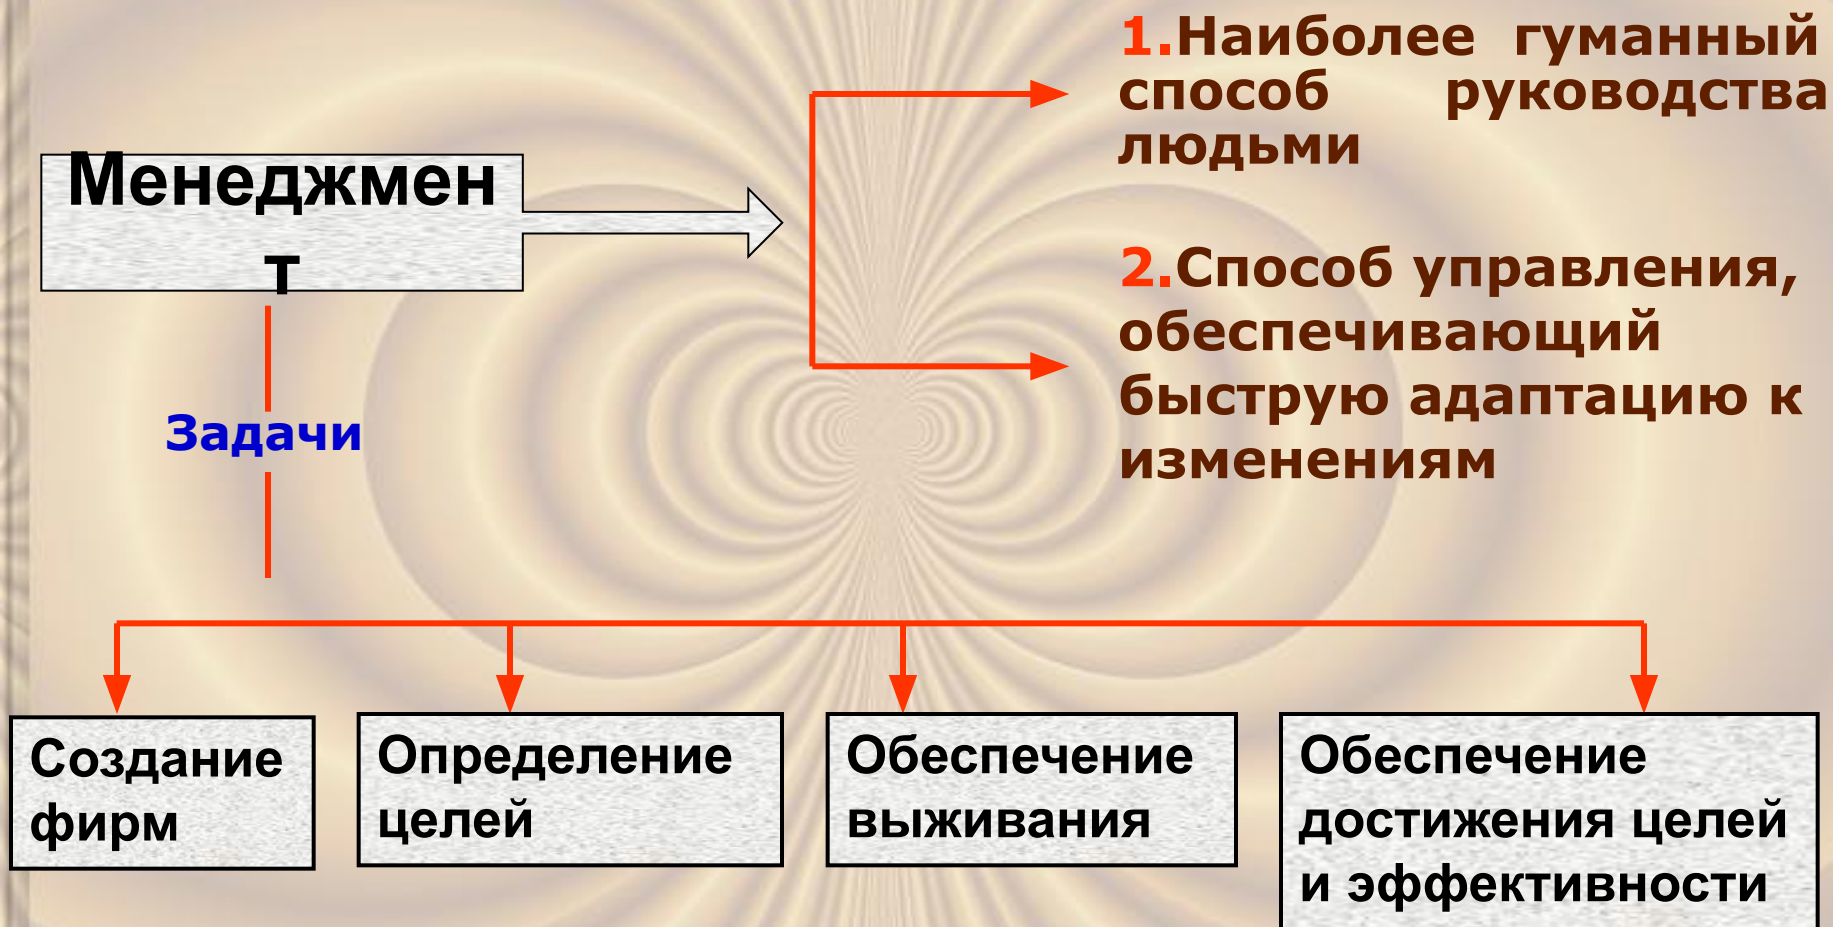 Менеджмен
т
1.Наиболее гуманный
способ руководства
людьми
2.Способ управления,
обеспечивающий
быструю адаптацию к
изменениям
Задачи
Создание
фирм
Определение
целей
Обеспечение
выживания
Обеспечение
достижения целей
и эффективности